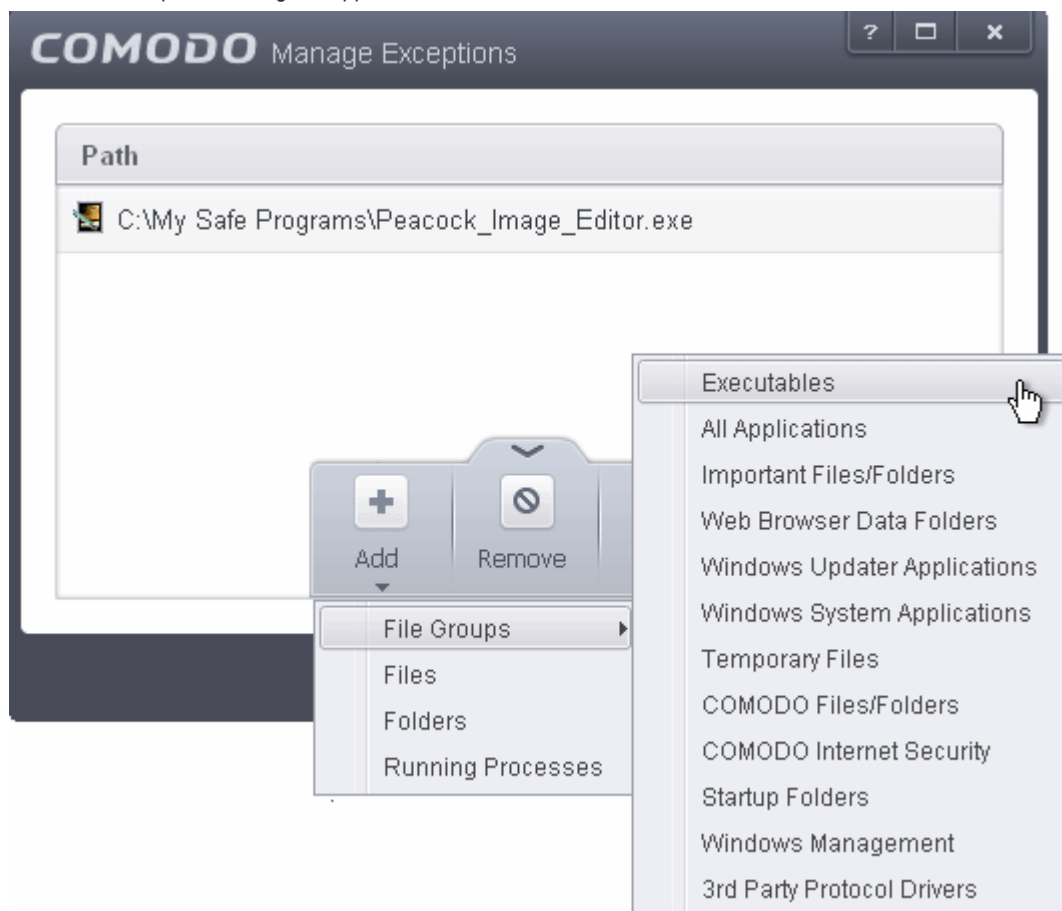 COMODO Manage Exceptions
?
×
Path
C:\My Safe Programs\Peacock_Image_Editor.exe
Add
Remove
File Groups
Files
Folders
Running Processes
Executables
All Applications
Important Files/Folders
Web Browser Data Folders
Windows Updater Applications
Windows System Applications
Temporary Files
COMODO Files/Folders
COMODO Internet Security
Startup Folders
Windows Management
3rd Party Protocol Drivers